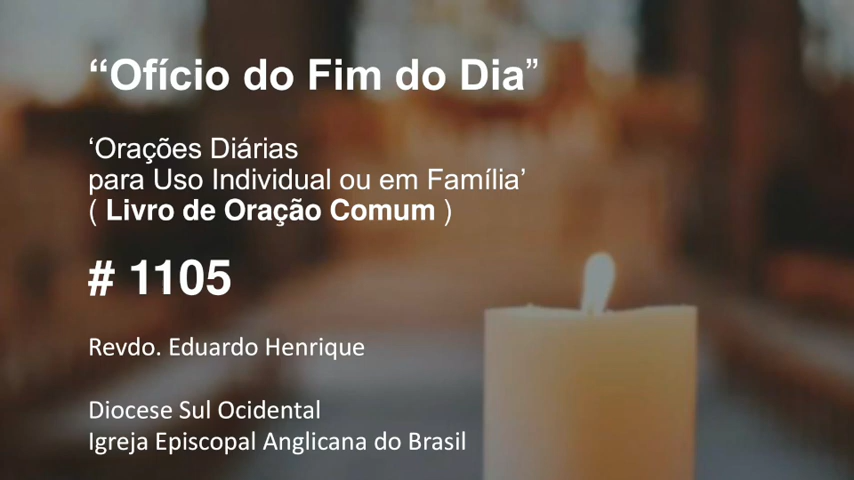 “Ofício do Fim do Dia”
‘Orações Diárias
para Uso Individual ou em Família’
( Livro de Oração Comum )
# 1105
Revdo. Eduardo Henrique
Diocese Sul Ocidental
Igreja Episcopal Anglicana do Brasil